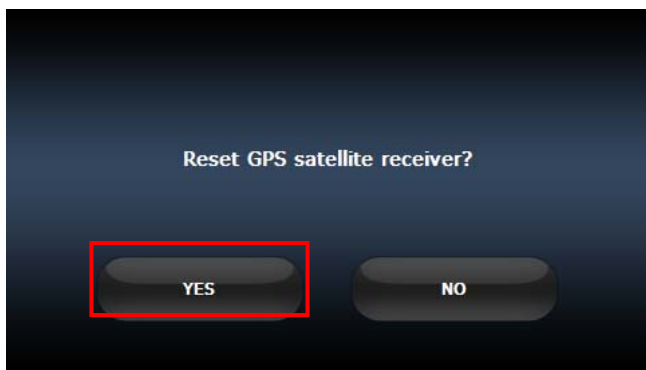 Reset GPS satellite receiver?
YES
NO